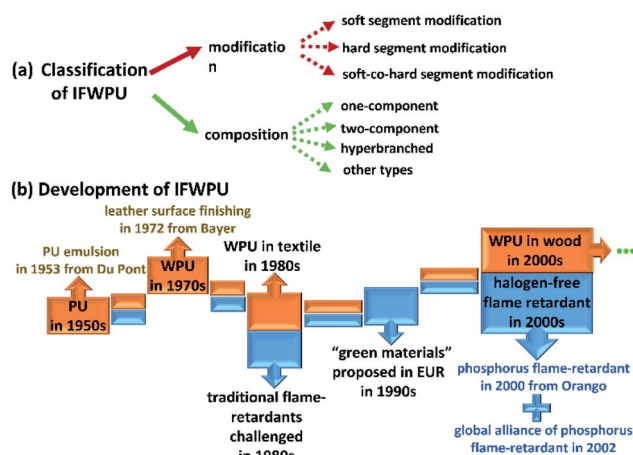 soft segment modification
modificatio
n
hard segment modification
soft-co-hard segment modification
(a) Classification
of IFWPU
one-component
composition
two-component
hyperbranched
other types
(b) Development of IFWPU
leather surface finishing
in 1972 from Bayer
PU emulsion
in 1953 from Du Pont
WPU in textile
in 1980s
WPU
in 1970s
PU
in 1950s
WPU in wood
in 2000s
halogen-free
flame retardant
in 2000s
"green materials"
proposed in EUR
in 1990s
traditional flame-
retardants
challenged
in 1980s
phosphorus flame-retardant
in 2000 from Orango
global alliance of phosphorus
flame-retardant in 2002